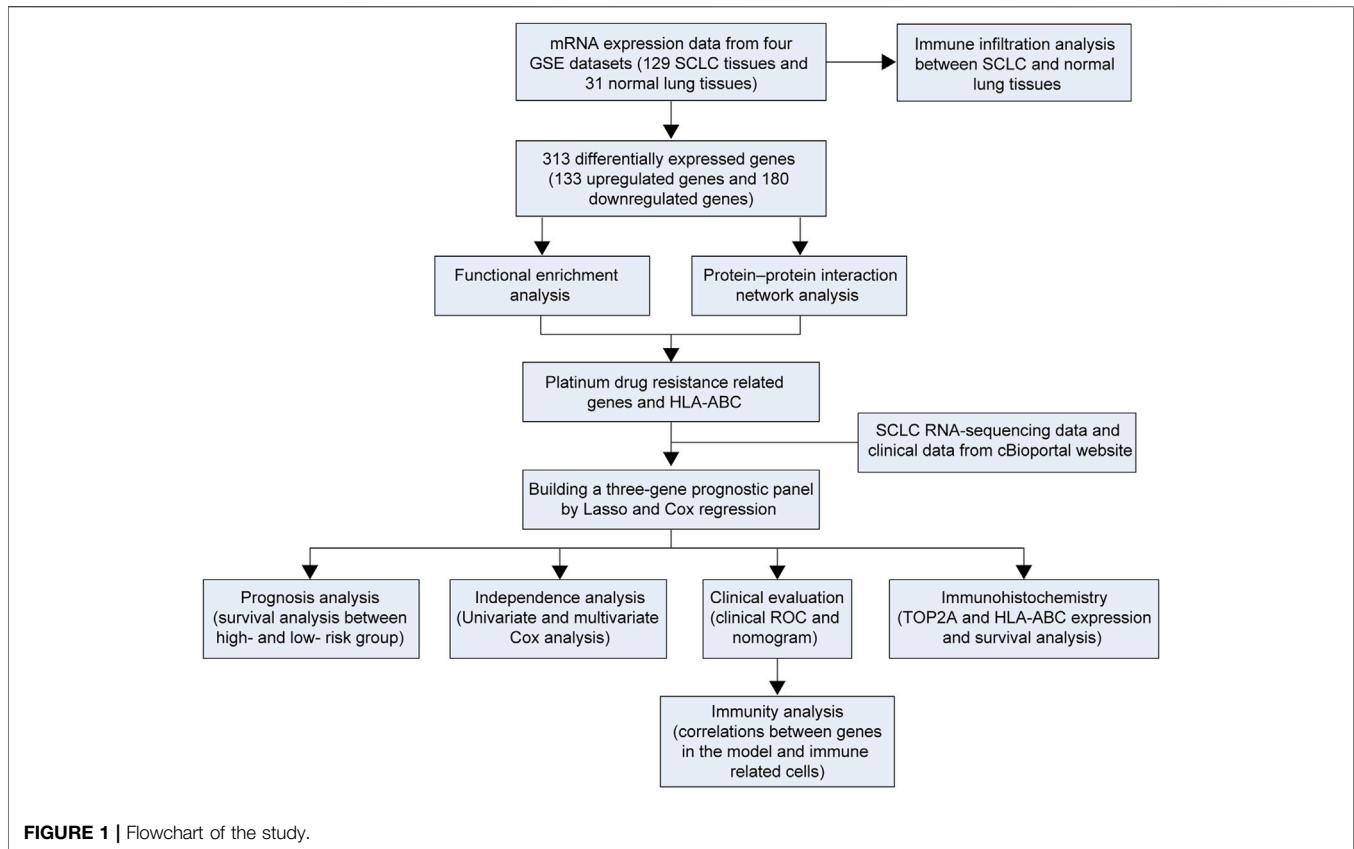 mRNA expression data from four
GSE datasets (129 SCLC tissues and
31 normal lung tissues)
Immune infiltration analysis
between SCLC and normal
lung tissues
313 differentially expressed genes
(133 upregulated genes and 180
downregulated genes)
Functional enrichment
analysis
Protein–protein interaction
network analysis
Platinum drug resistance related
genes and HLA-ABC
SCLC RNA-sequencing data and
clinical data from cBioportal website
Building a three-gene prognostic panel
by Lasso and Cox regression
Prognosis analysis
(survival analysis between
high- and low- risk group)
Independence analysis
(Univariate and multivariate
Cox analysis)
Clinical evaluation
(clinical ROC and
nomogram)
Immunohistochemistry
(TOP2A and HLA-ABC expression
and survival analysis)
Immunity analysis
(correlations between genes
in the model and immune
related cells)
FIGURE 1 | Flowchart of the study.